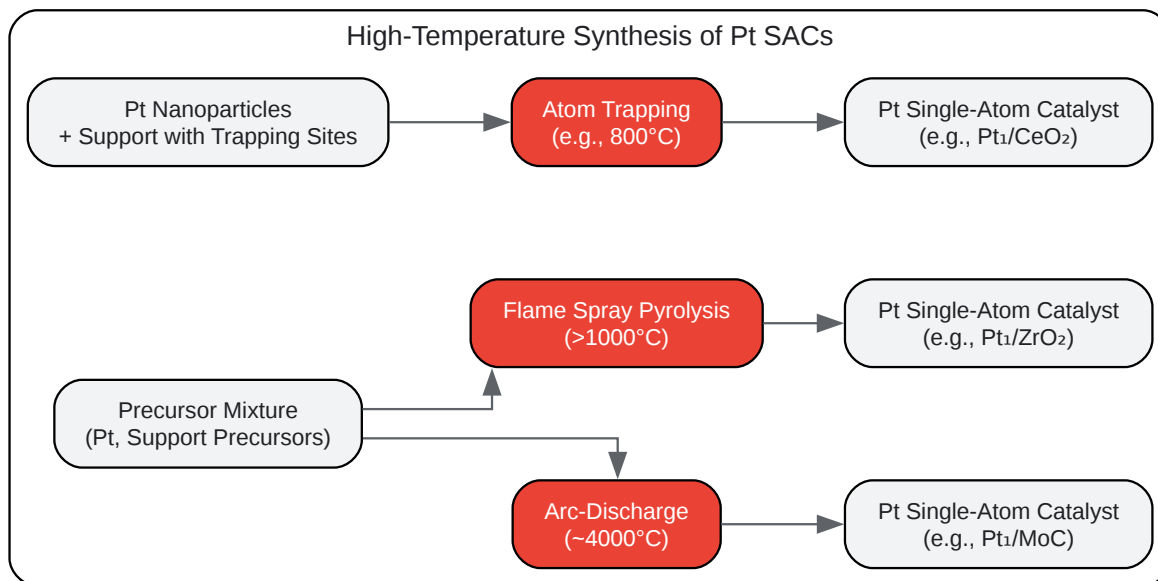 High-Temperature Synthesis of Pt SACs
Pt Nanoparticles
+ Support with Trapping Sites
Atom Trapping
(e.g., 800°C)
Pt Single-Atom Catalyst
(e.g., Pt₁/CeO₂)
Flame Spray Pyrolysis
(>1000°C)
Pt Single-Atom Catalyst
(e.g., Pt₁/ZrO₂)
Precursor Mixture
(Pt, Support Precursors)
Arc-Discharge
(~4000°C)
Pt Single-Atom Catalyst
(e.g., Pt₁/MoC)